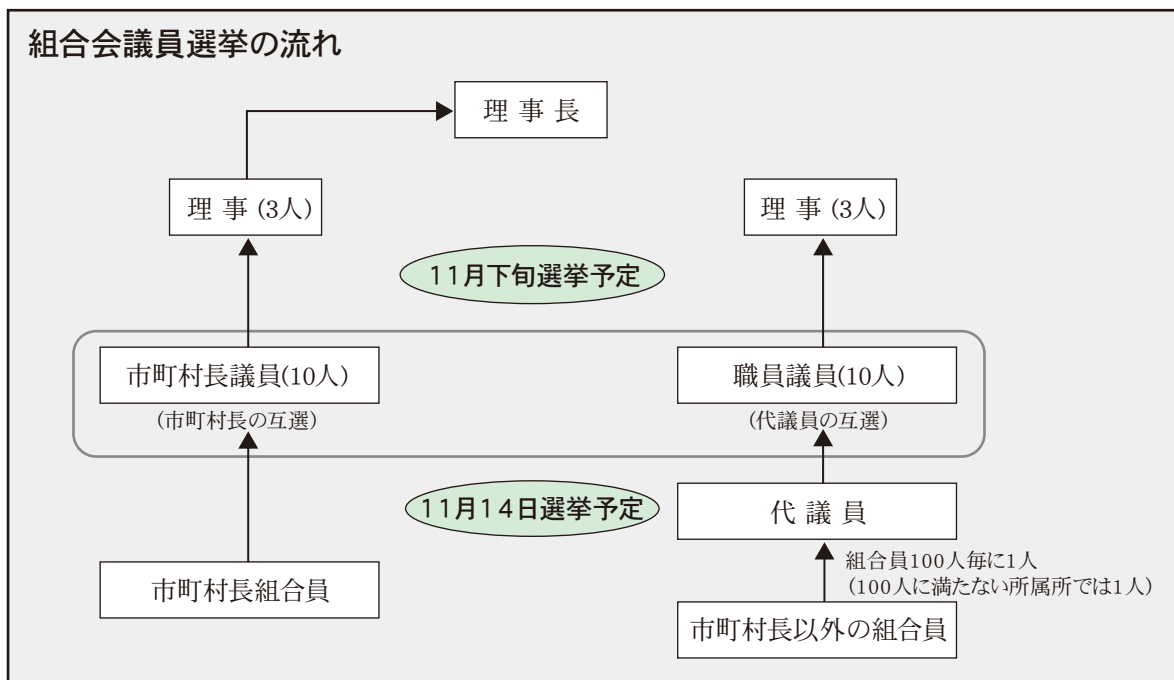 組合会議員選挙の流れ
理事長
理事(3人)
理事(3人)
11月下旬選挙予定
市町村長議員(10人)
職員議員(10人)
(市町村長の互選)
(代議員の互選)
11月14日選挙予定
代議員
組合員100人毎に1人
(100人に満たない所属所では1人)
市町村長組合員
市町村長以外の組合員